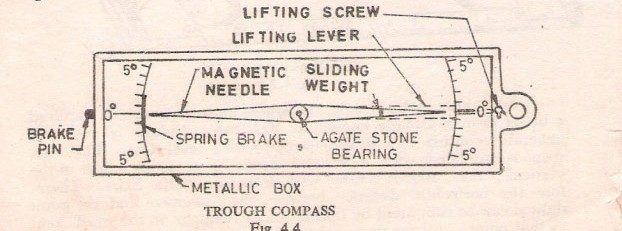 LIFTING SCREW
LIFTING LEVER
5° MAGNETIC SLIDING 5°
NEEDLE WEIGHT
0° 0°
BRAKE SPRING BRAKE AGATE STONE
PIN BEARING
5° 5°
METALLIC BOX
TROUGH COMPASS
Fig. 4.4